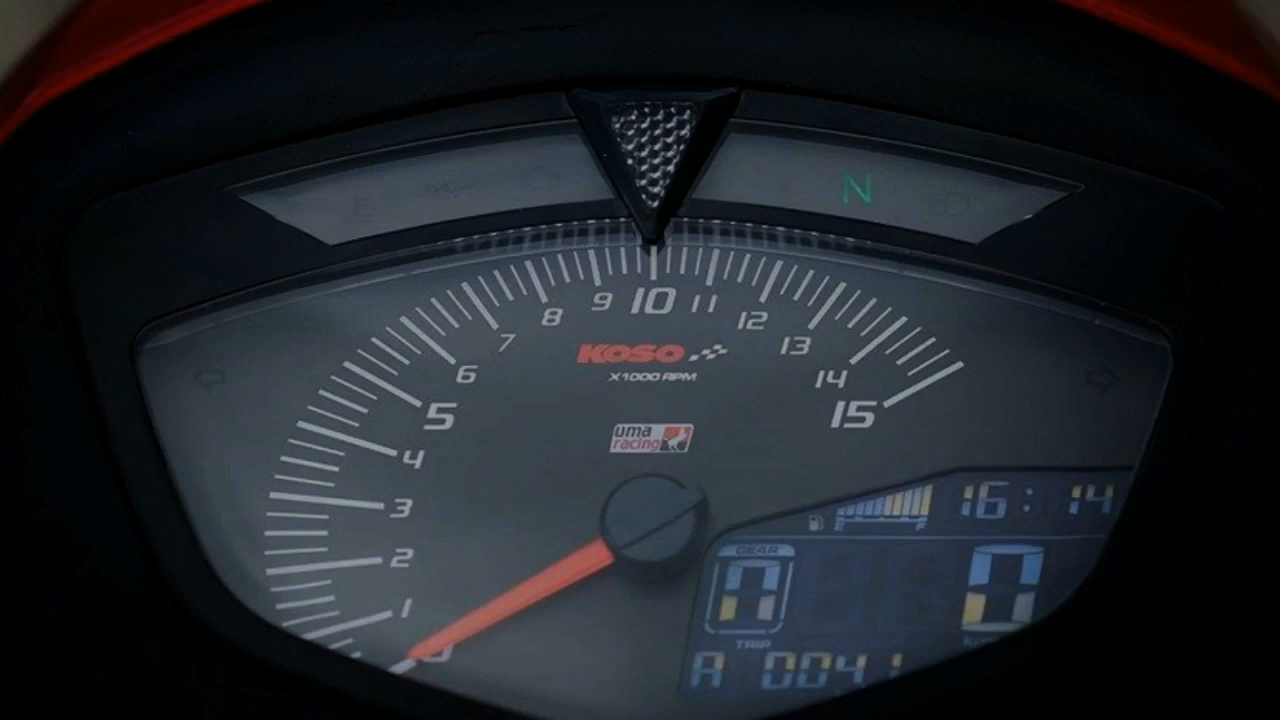 N
9 10 11
8 12
7 13
KOSO
X1000 RPM
6 14
5 15
uma
racing
4
3 16:14
E F
GEAR
2 0 0
1
TRIP
0
A 0041